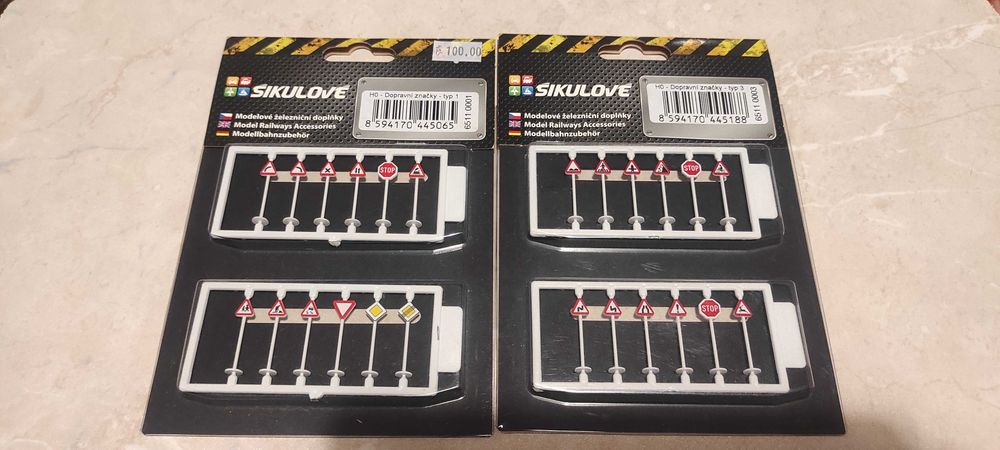 100,00
SIKULOVE
H0 - Dopravní značky - typ 1
8 594170 445065
6511 0001
Modelové železniční doplňky
Model Railways Accessories
Modellbahnzubehör
STOP
SIKULOVE
H0 - Dopravní značky - typ 3
8 594170 445188
6511 0003
Modelové železniční doplňky
Model Railways Accessories
Modellbahnzubehör
STOP
STOP